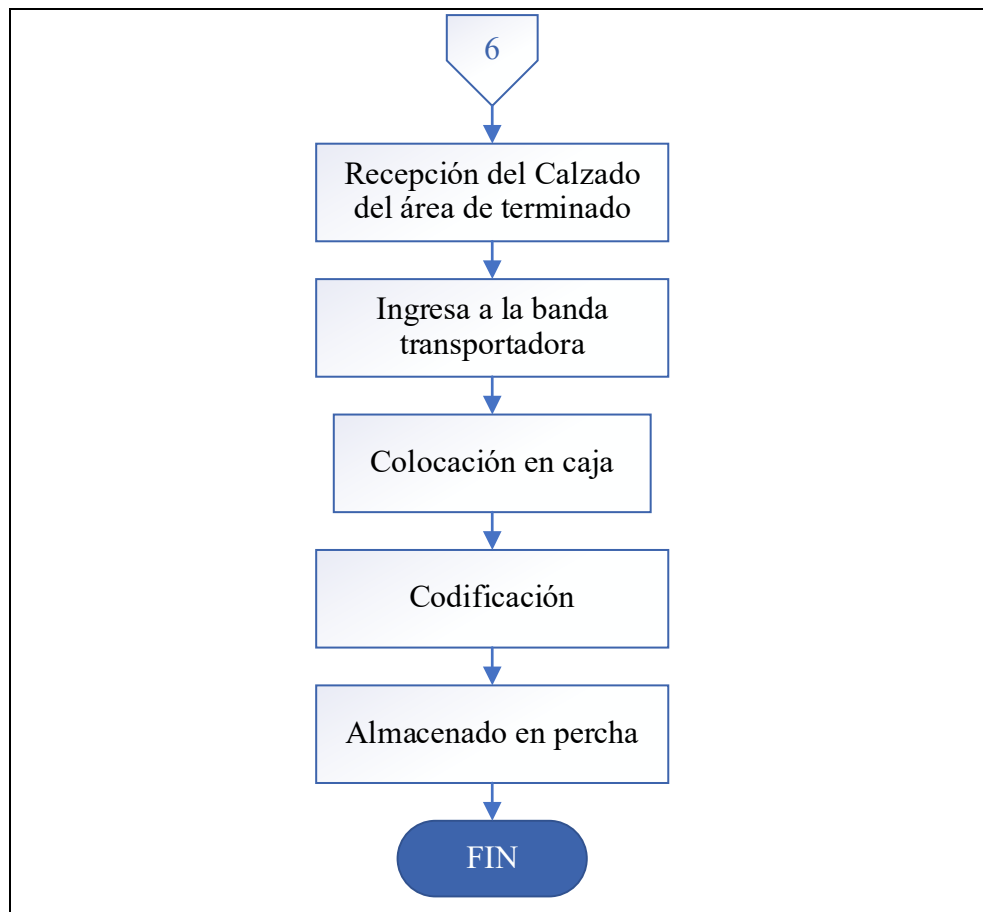 6
Recepción del Calzado
del área de terminado
Ingresa a la banda
transportadora
Colocación en caja
Codificación
Almacenado en percha
FIN